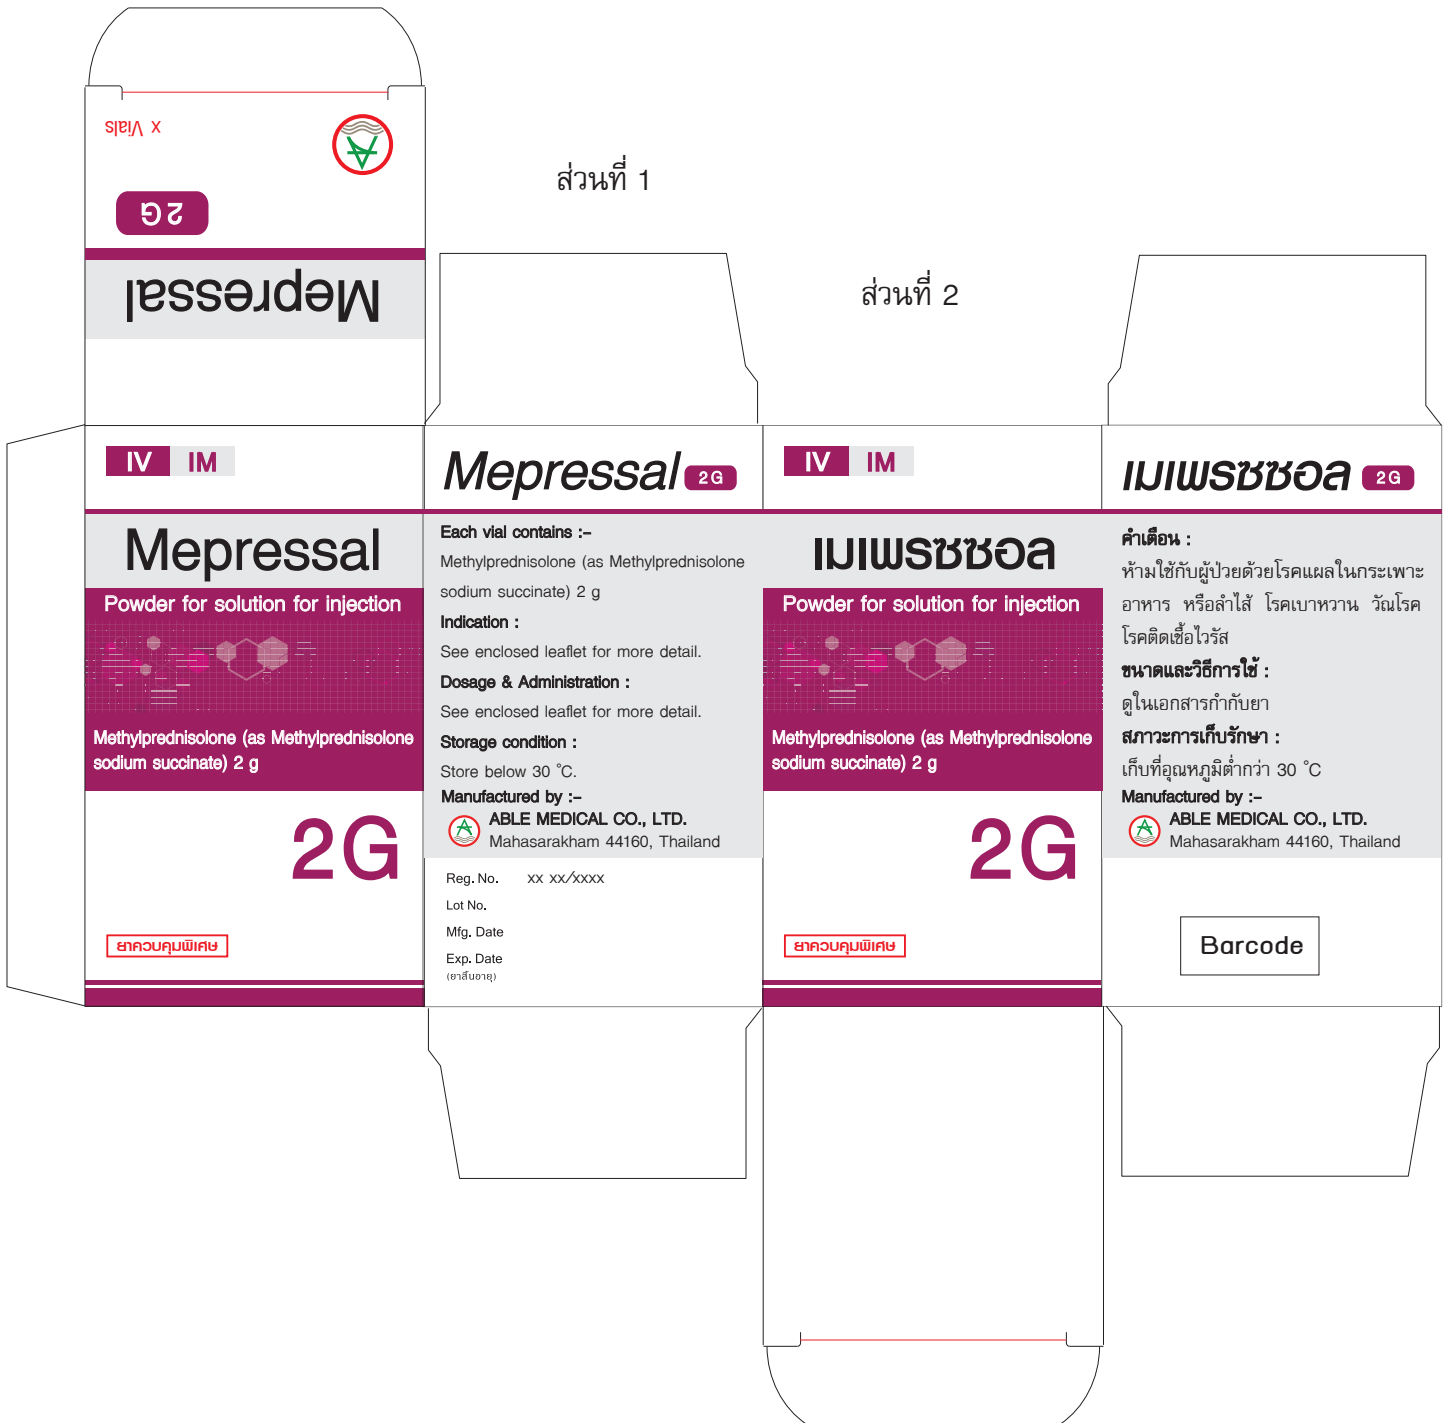 x Vials
2G
Mepressal
ส่วนที่ 1
ส่วนที่ 2
IV IM
Mepressal
Powder for solution for injection
Methylprednisolone (as Methylprednisolone
sodium succinate) 2 g
2G
ยาควบคุมพิเศษ
Mepressal 2G
Each vial contains :-
Methylprednisolone (as Methylprednisolone
sodium succinate) 2 g
Indication :
See enclosed leaflet for more detail.
Dosage & Administration :
See enclosed leaflet for more detail.
Storage condition :
Store below 30 °C.
Manufactured by :-
ABLE MEDICAL CO., LTD.
Mahasarakham 44160, Thailand
Reg. No. xx xx/xxxx
Lot No.
Mfg. Date
Exp. Date
(ยาสิ้นอายุ)
IV IM
เมเพรซซอล
Powder for solution for injection
Methylprednisolone (as Methylprednisolone
sodium succinate) 2 g
2G
ยาควบคุมพิเศษ
เมเพรซซอล 2G
คำเตือน :
ห้ามใช้กับผู้ป่วยด้วยโรคแผลในกระเพาะ
อาหาร หรือลำไส้ โรคเบาหวาน วัณโรค
โรคติดเชื้อไวรัส
ขนาดและวิธีการใช้ :
ดูในเอกสารกำกับยา
สภาวะการเก็บรักษา :
เก็บที่อุณหภูมิต่ำกว่า 30 °C
Manufactured by :-
ABLE MEDICAL CO., LTD.
Mahasarakham 44160, Thailand
Barcode